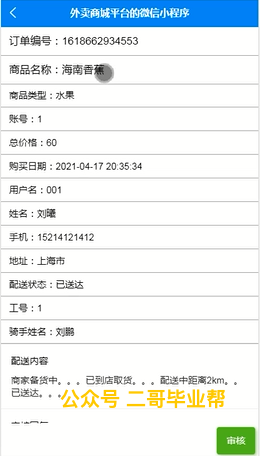 外卖商城平台的微信小程序
订单编号：1618662934553
商品名称：海南香蕉
商品类型：水果
账号：1
总价格：60
购买日期：2021-04-17 20:35:34
用户名：001
姓名：刘曦
手机：15214121412
地址：上海市
配送状态：已送达
工号：1
骑手姓名：刘鹏
配送内容
商家备货中。。。已到店取货。。。配送中距离2km。。
已送达。。。
公众号 二哥毕业帮
审核